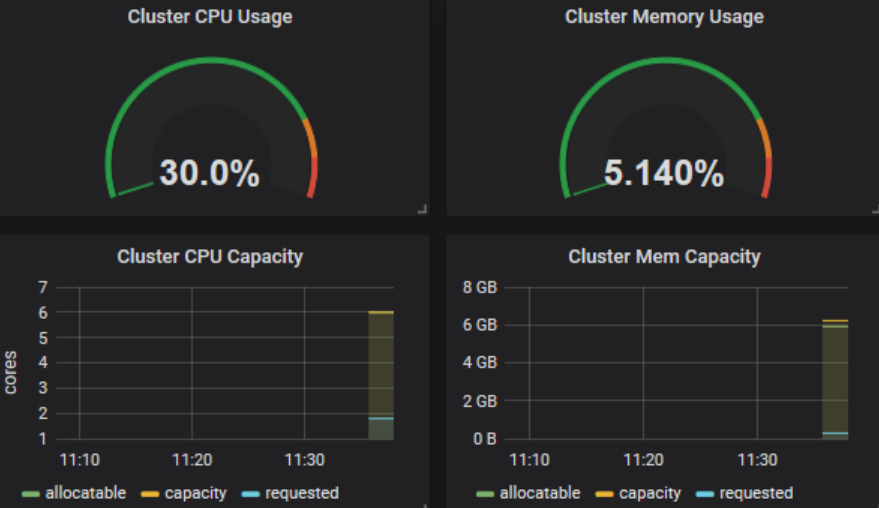 Cluster CPU Usage
30.0%
Cluster Memory Usage
5.140%
Cluster CPU Capacity
cores
7
6
5
4
3
2
1
11:10 11:20 11:30
allocatable capacity requested
Cluster Mem Capacity
8 GB
6 GB
4 GB
2 GB
0 B
11:10 11:20 11:30
allocatable capacity requested